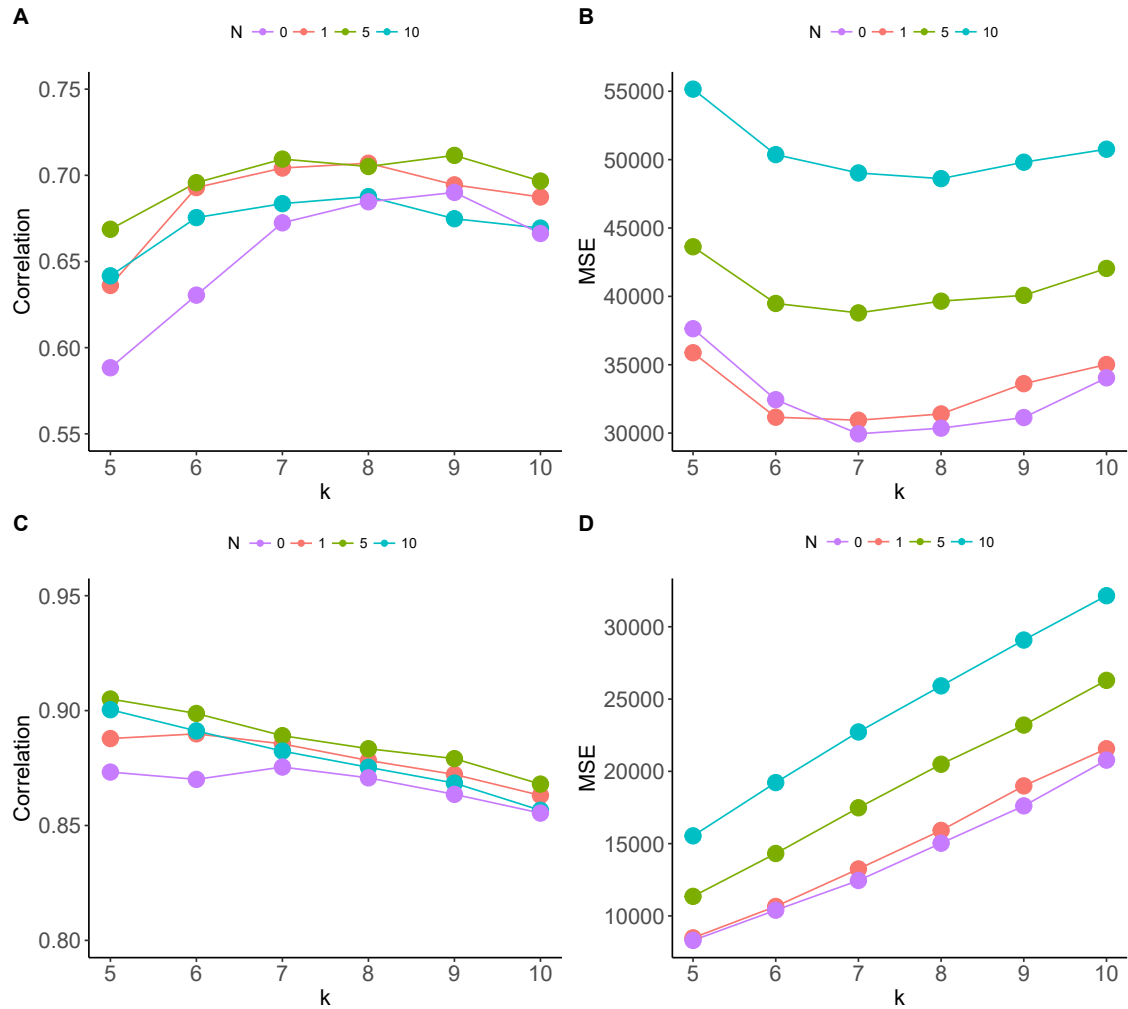 A
N 0 1 5 10
0.75
0.70
0.65
0.60
0.55
Correlation
5 6 7 8 9 10
k
B
N 0 1 5 10
55000
50000
45000
40000
35000
30000
MSE
5 6 7 8 9 10
k
C
N 0 1 5 10
0.95
0.90
0.85
0.80
Correlation
5 6 7 8 9 10
k
D
N 0 1 5 10
30000
25000
20000
15000
10000
MSE
5 6 7 8 9 10
k